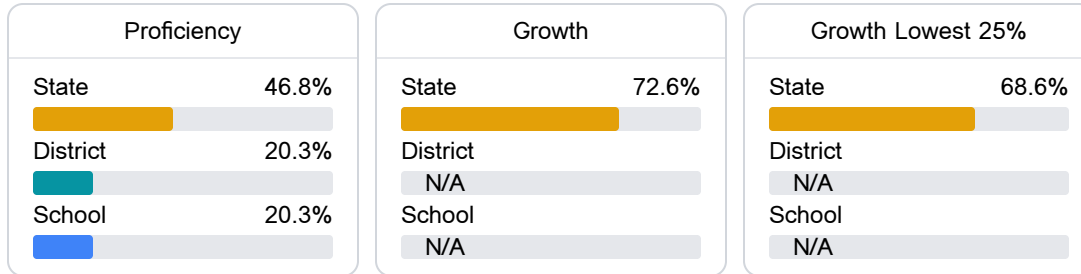 Proficiency
State 46.8%
District 20.3%
School 20.3%
Growth
State 72.6%
District
N/A
School
N/A
Growth Lowest 25%
State 68.6%
District
N/A
School
N/A